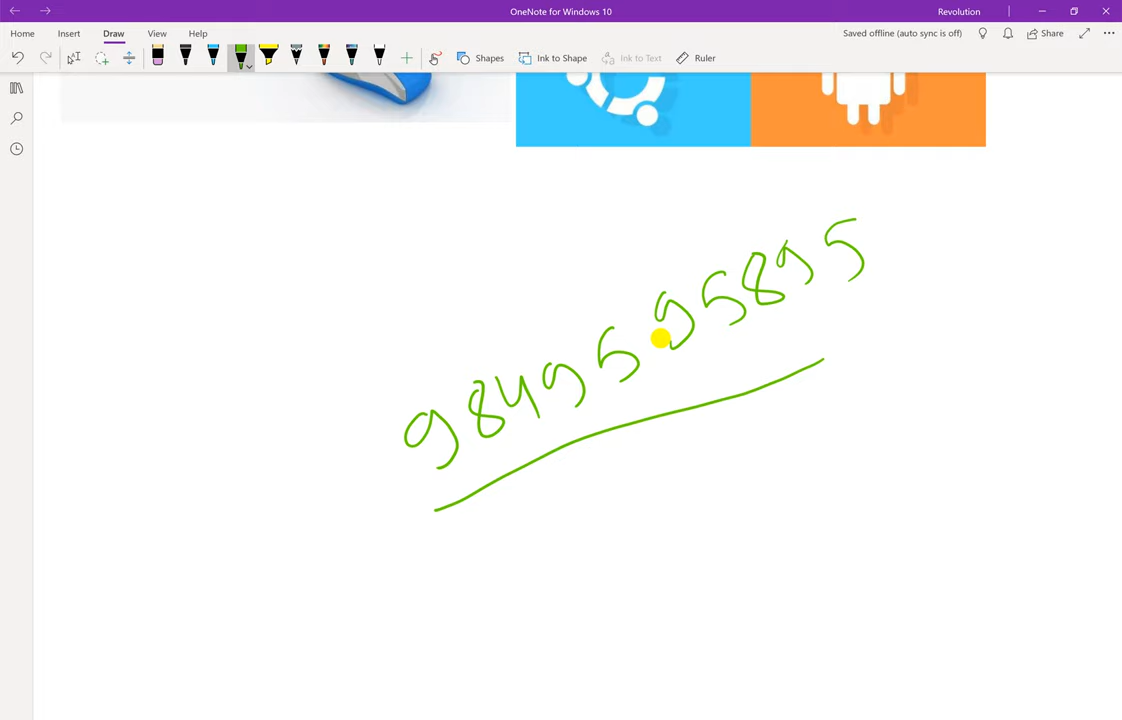 OneNote for Windows 10
Revolution
Home
Insert
Draw
View
Help
Saved offline (auto sync is off)
Share
Shapes
Ink to Shape
Ink to Text
Ruler
9849595895